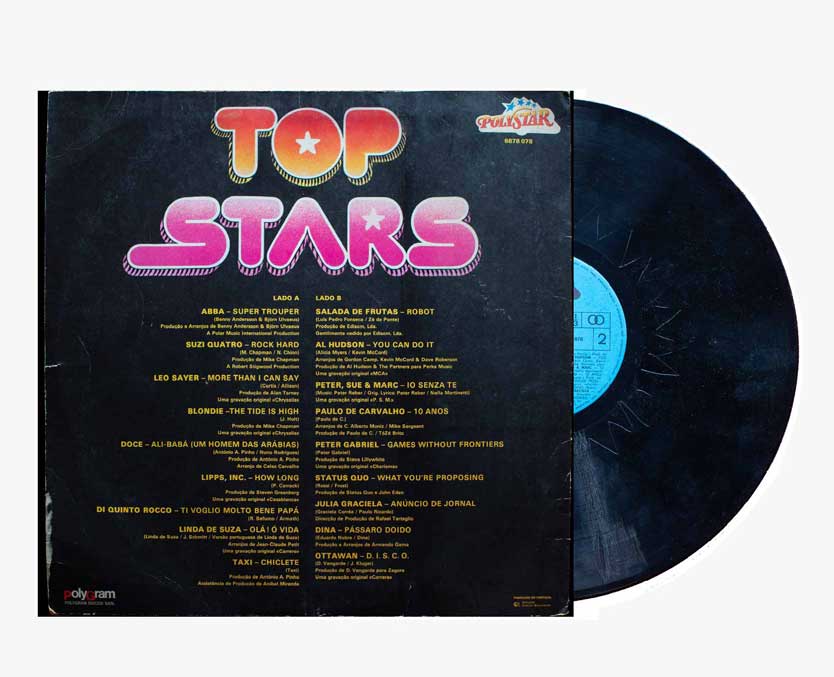 TOP
STARS
POLYSTAR
6878 078
LADO A
ABBA – SUPER TROUPER
(Benny Andersson & Björn Ulvaeus)
Produção e Arranjos de Benny Andersson & Björn Ulvaeus
A Polar Music International Production
SUZI QUATRO – ROCK HARD
(M. Chapman / N. Chinn)
Produção de Mike Chapman
A Robert Stigwood Production
LEO SAYER – MORE THAN I CAN SAY
(Curtis / Allison)
Produção de Alan Tarney
Uma gravação original «Chrysalis»
BLONDIE –THE TIDE IS HIGH
(J. Holt)
Produção de Mike Chapman
Uma gravação original «Chrysalis»
DOCE – ALI-BABÁ (UM HOMEM DAS ARÁBIAS)
(António A. Pinho / Nuno Rodrigues)
Produção de António A. Pinho
Arranjo de Calea Carvalho
LIPPS, INC. – HOW LONG
(P. Carrack)
Produção de Steven Greenberg
Uma gravação original «Casablanca»
DI QUINTO ROCCO – TI VOGLIO MOLTO BENE PAPÁ
(R. Safumo / Armath)
LINDA DE SUZA – OLÁ! Ó VIDA
(Linda de Suza / J. Schmitt / Versão portuguesa de Linda de Suza)
Arranjos de Jean-Claude Petit
Uma gravação original «Carrere»
TAXI – CHICLETE
(Taxi)
Produção de António A. Pinho
Assistência de Produção de Aníbal Miranda
LADO B
SALADA DE FRUTAS – ROBOT
(Luís Pedro Fonseca / Zé da Ponte)
Produção de Edisom, Lda.
Gentilmente cedido por Edisom, Lda.
AL HUDSON – YOU CAN DO IT
(Alicia Myers / Kevin McCord)
Arranjos de Gordon Camp, Kevin McCord & Dave Roberson
Produção de Al Hudson & The Partners para Perks Music
Uma gravação original «MCA»
PETER, SUE & MARC – IO SENZA TE
(Music Peter Reber / Orig. Lyrics Peter Reber / Nella Martinetti)
Uma gravação original «P. S. M.»
PAULO DE CARVALHO – 10 ANOS
(Paulo de C.)
Arranjos de C. Alberto Moniz / Mike Sergeant
Produção de Paulo de C. / TóZé Brito
PETER GABRIEL – GAMES WITHOUT FRONTIERS
(Peter Gabriel)
Produção de Steve Lillywhite
Uma gravação original «Charisma»
STATUS QUO – WHAT YOU'RE PROPOSING
(Rossi / Frost)
Produção de Status Quo e John Eden
JULIA GRACIELA – ANÚNCIO DE JORNAL
(Graciela Corrêa / Paulo Ricardo)
Direcção de Produção de Rafael Tartaglio
DINA – PÁSSARO DOIDO
(Eduardo Nobre / Dina)
Produção e Arranjos de Armando Gama
OTTAWAN – D. I. S. C. O.
(D. Vangarde / J. Kluger)
Produção de D. Vangarde para Zagora
Uma gravação original «Carrere»
polygram
POLYGRAM DISCOS SARL
2